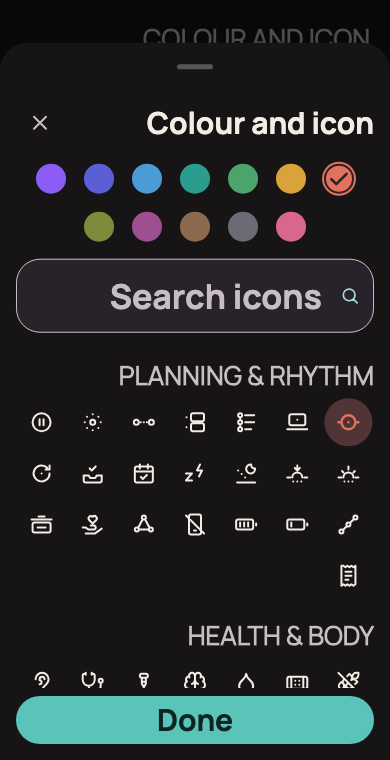 COLOUR AND ICON
Colour and icon
Search icons
PLANNING & RHYTHM
HEALTH & BODY
Done